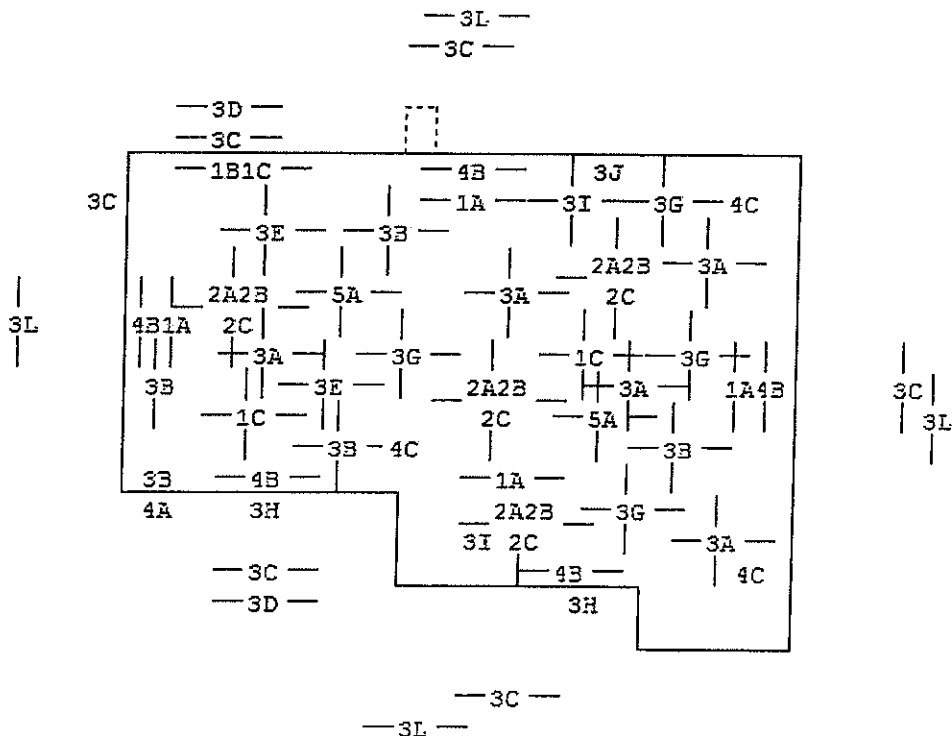 3L
3C
3D
3C
1B1C 4B 3J
3C 1A 3I 3G 4C
3E 3B
2A2B 3A
2A2B 5A 3A 2C
3L 4B1A 2C
3A 3G 1C 3G
3B 3E 2A2B 3A 1A4B 3C
1C 2C 5A 3L
3B 4C 3B
3B 4B 1A
4A 3H 2A2B 3G
3I 2C 3A
3C 4B 4C
3D 3H
3C
3L